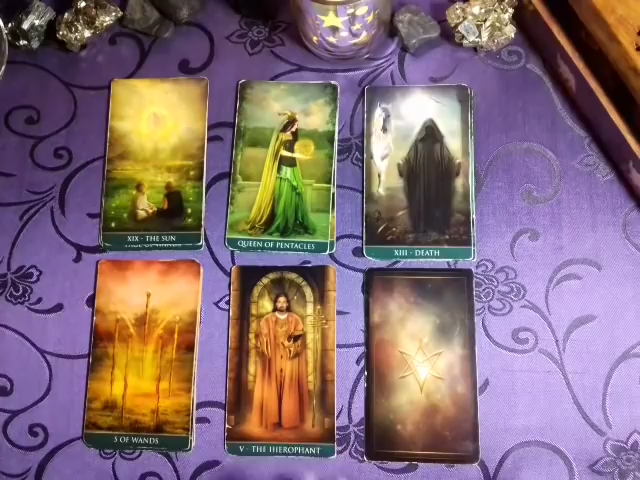 XIX - THE SUN
QUEEN OF PENTACLES
XIII - DEATH
5 OF WANDS
V - THE HIEROPHANT